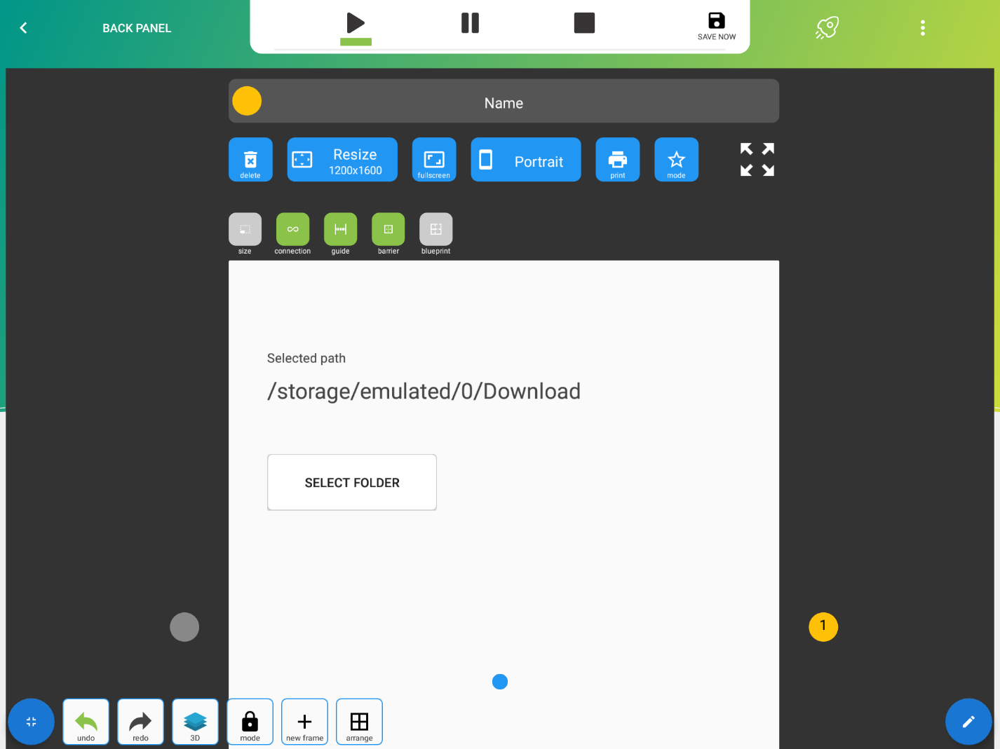 BACK PANEL
SAVE NOW
Name
delete
Resize
1200x1600
fullscreen
Portrait
print
mode
size
connection
guide
barrier
blueprint
Selected path
/storage/emulated/0/Download
SELECT FOLDER
1
undo
redo
3D
mode
new frame
arrange